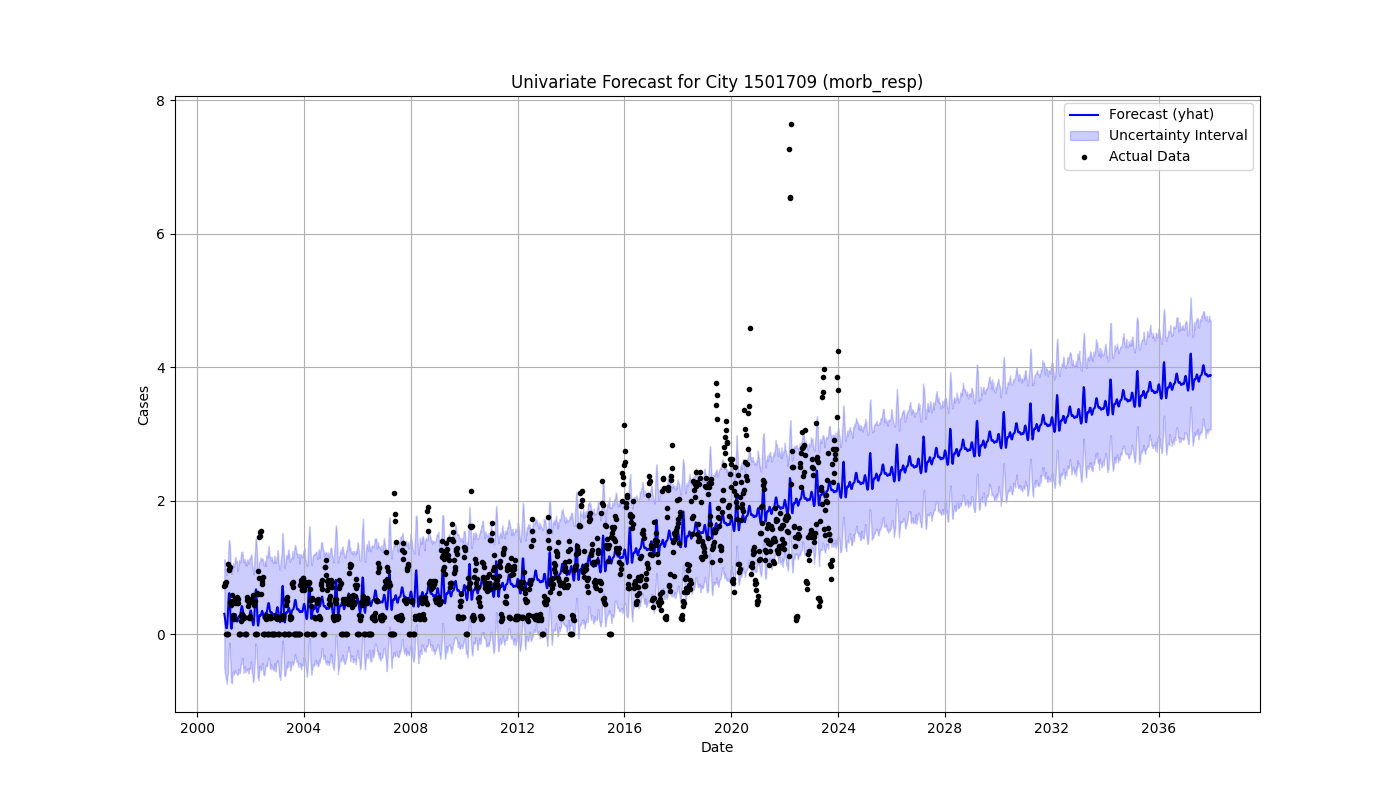 Univariate Forecast for City 1501709 (morb_resp)
Forecast (yhat)
Uncertainty Interval
Actual Data
Cases
8
6
4
2
0
2000 2004 2008 2012 2016 2020 2024 2028 2032 2036
Date